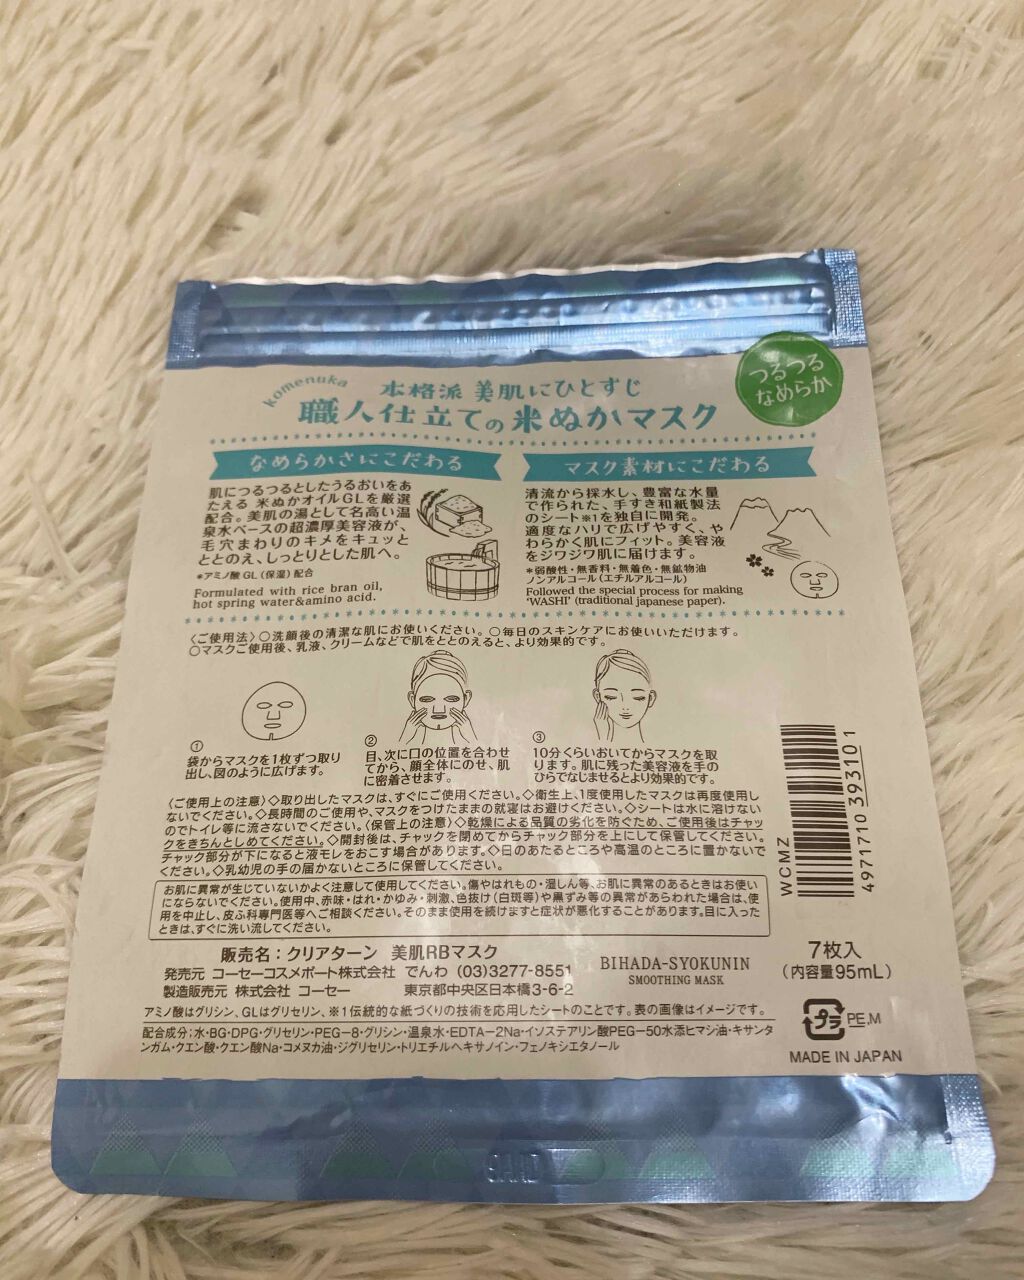 komenuka
本格派 美肌にひとすじ
職人仕立ての米ぬかマスク
つるつる
なめらか
なめらかさにこだわる
肌につるつるとしたうるおいをあ
たえる 米ぬかオイルGLを厳選
配合。美肌の湯として名高い温
泉水ベースの超濃厚美容液が、
毛穴まわりのキメをキュッと
ととのえ、しっとりとした肌へ。
*アミノ酸GL(保湿)配合
Formulated with rice bran oil,
hot spring water&amino acid.
マスク素材にこだわる
清流から採水し、豊富な水量
で作られた、手すき和紙製法
のシート※1を独自に開発。
適度なハリで広げやすく、や
わらかく肌にフィット。美容液
をジワジワ肌に届けます。
*弱酸性・無香料・無着色・無鉱物油
ノンアルコール(エチルアルコール)
Followed the special process for making
'WASHI' (traditional japanese paper).
〈ご使用法〉○洗顔後の清潔な肌にお使いください。○毎日のスキンケアにお使いいただけます。
○マスクご使用後、乳液、クリームなどで肌をととのえると、より効果的です。
①
袋からマスクを1枚ずつ取り
出し、図のように広げます。
②
目、次に口の位置を合わせ
てから、顔全体にのせ、肌
に密着させます。
③
10分くらいおいてからマスクを取
ります。肌に残った美容液を手の
ひらでなじませるとより効果的です。
〈ご使用上の注意〉◇取り出したマスクは、すぐにご使用ください。◇衛生上、1度使用したマスクは再度使用し
ないでください。◇長時間のご使用や、マスクをつけたままの就寝はお避けください。◇シートは水に溶けない
のでトイレ等に流さないでください。〈保管上の注意〉◇乾燥による品質の劣化を防ぐため、ご使用後はチャッ
クをきちんとしめてください。◇開封後は、チャックを閉めてからチャック部分を上にして保管してください。
チャック部分が下になると液モレをおこす場合があります。◇日のあたるところや高温のところに置かないで
ください。◇乳幼児の手の届かないところに保管してください。
お肌に異常が生じていないかよく注意して使用してください。傷やはれもの・湿しん等、お肌に異常のあるときはお使い
にならないでください。使用中、赤味・はれ・かゆみ・刺激、色抜け(白斑等)や黒ずみ等の異常があらわれた場合は、使
用を中止し、皮ふ科専門医等へご相談ください。そのまま使用を続けますと症状が悪化することがあります。目に入った
ときは、すぐに洗い流してください。
WCMZ
4971710393101
販売名:クリアターン 美肌RBマスク
発売元 コーセーコスメポート株式会社 でんわ (03)3277-8551
製造販売元 株式会社 コーセー 東京都中央区日本橋3-6-2
BIHADA-SYOKUNIN
SMOOTHING MASK
7枚入
(内容量95mL)
アミノ酸はグリシン、GLはグリセリン、※1伝統的な紙づくりの技術を応用したシートのことです。表の画像はイメージです。
配合成分:水・BG・DPG・グリセリン・PEG-8・グリシン・温泉水・EDTA-2Na・イソステアリン酸PEG-50水添ヒマシ油・キサンタ
ンガム・クエン酸・クエン酸Na・コメヌカ油・ジグリセリン・トリエチルヘキサノイン・フェノキシエタノール
プラ
PE,M
MADE IN JAPAN